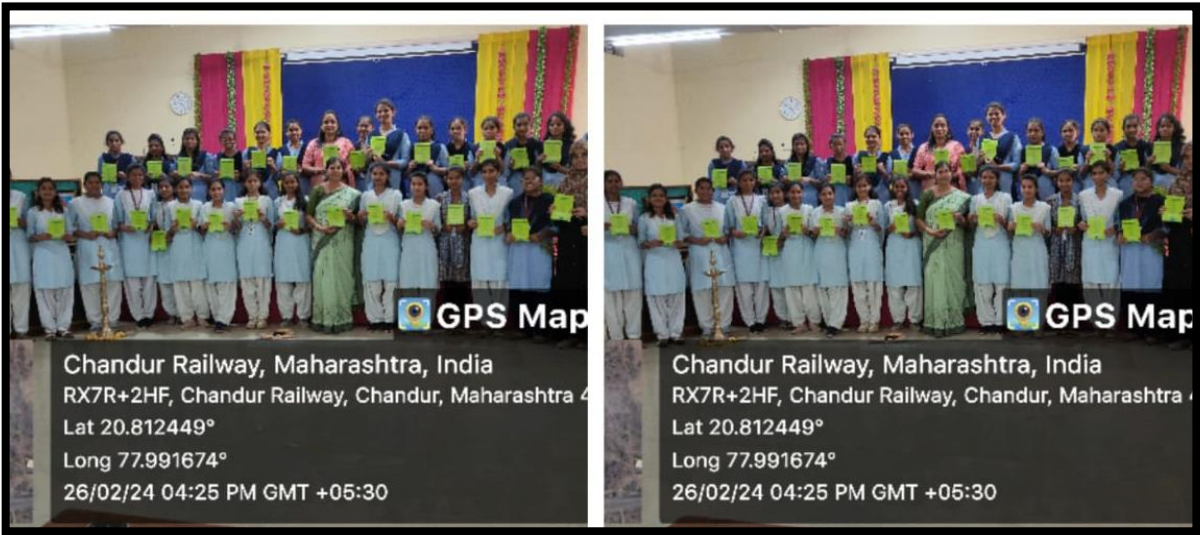 GPS Map
Chandur Railway, Maharashtra, India
RX7R+2HF, Chandur Railway, Chandur, Maharashtra 4
Lat 20.812449°
Long 77.991674°
26/02/24 04:25 PM GMT +05:30
GPS Map
Chandur Railway, Maharashtra, India
RX7R+2HF, Chandur Railway, Chandur, Maharashtra
Lat 20.812449°
Long 77.991674°
26/02/24 04:25 PM GMT +05:30